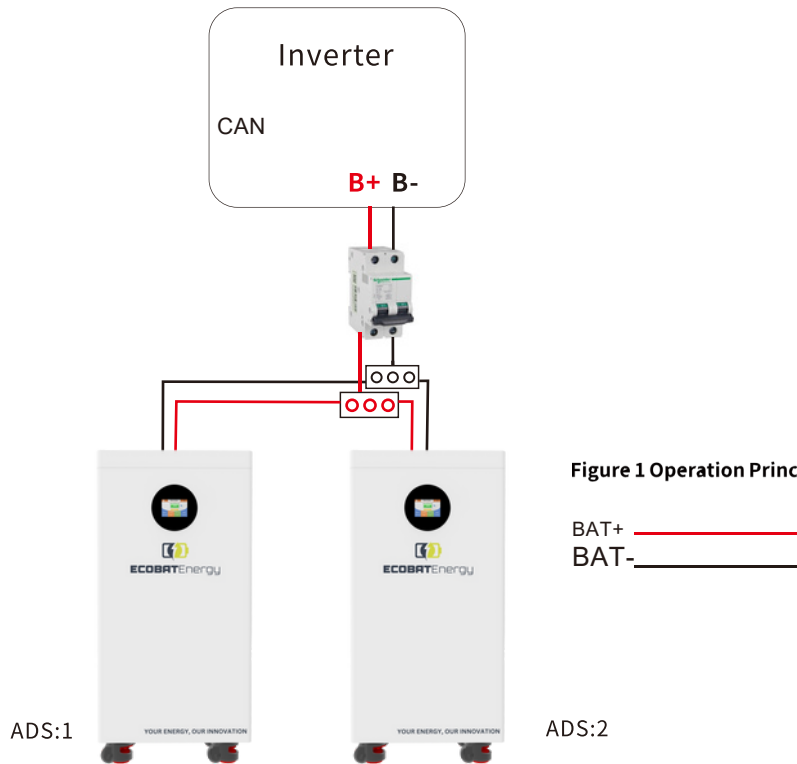 Inverter
CAN
B+ B-
Figure 1 Operation Princ
BAT+
BAT-
ECOBATEnergy
ECOBATEnergy
ADS:1
YOUR ENERGY, OUR INNOVATION
YOUR ENERGY, OUR INNOVATION
ADS:2